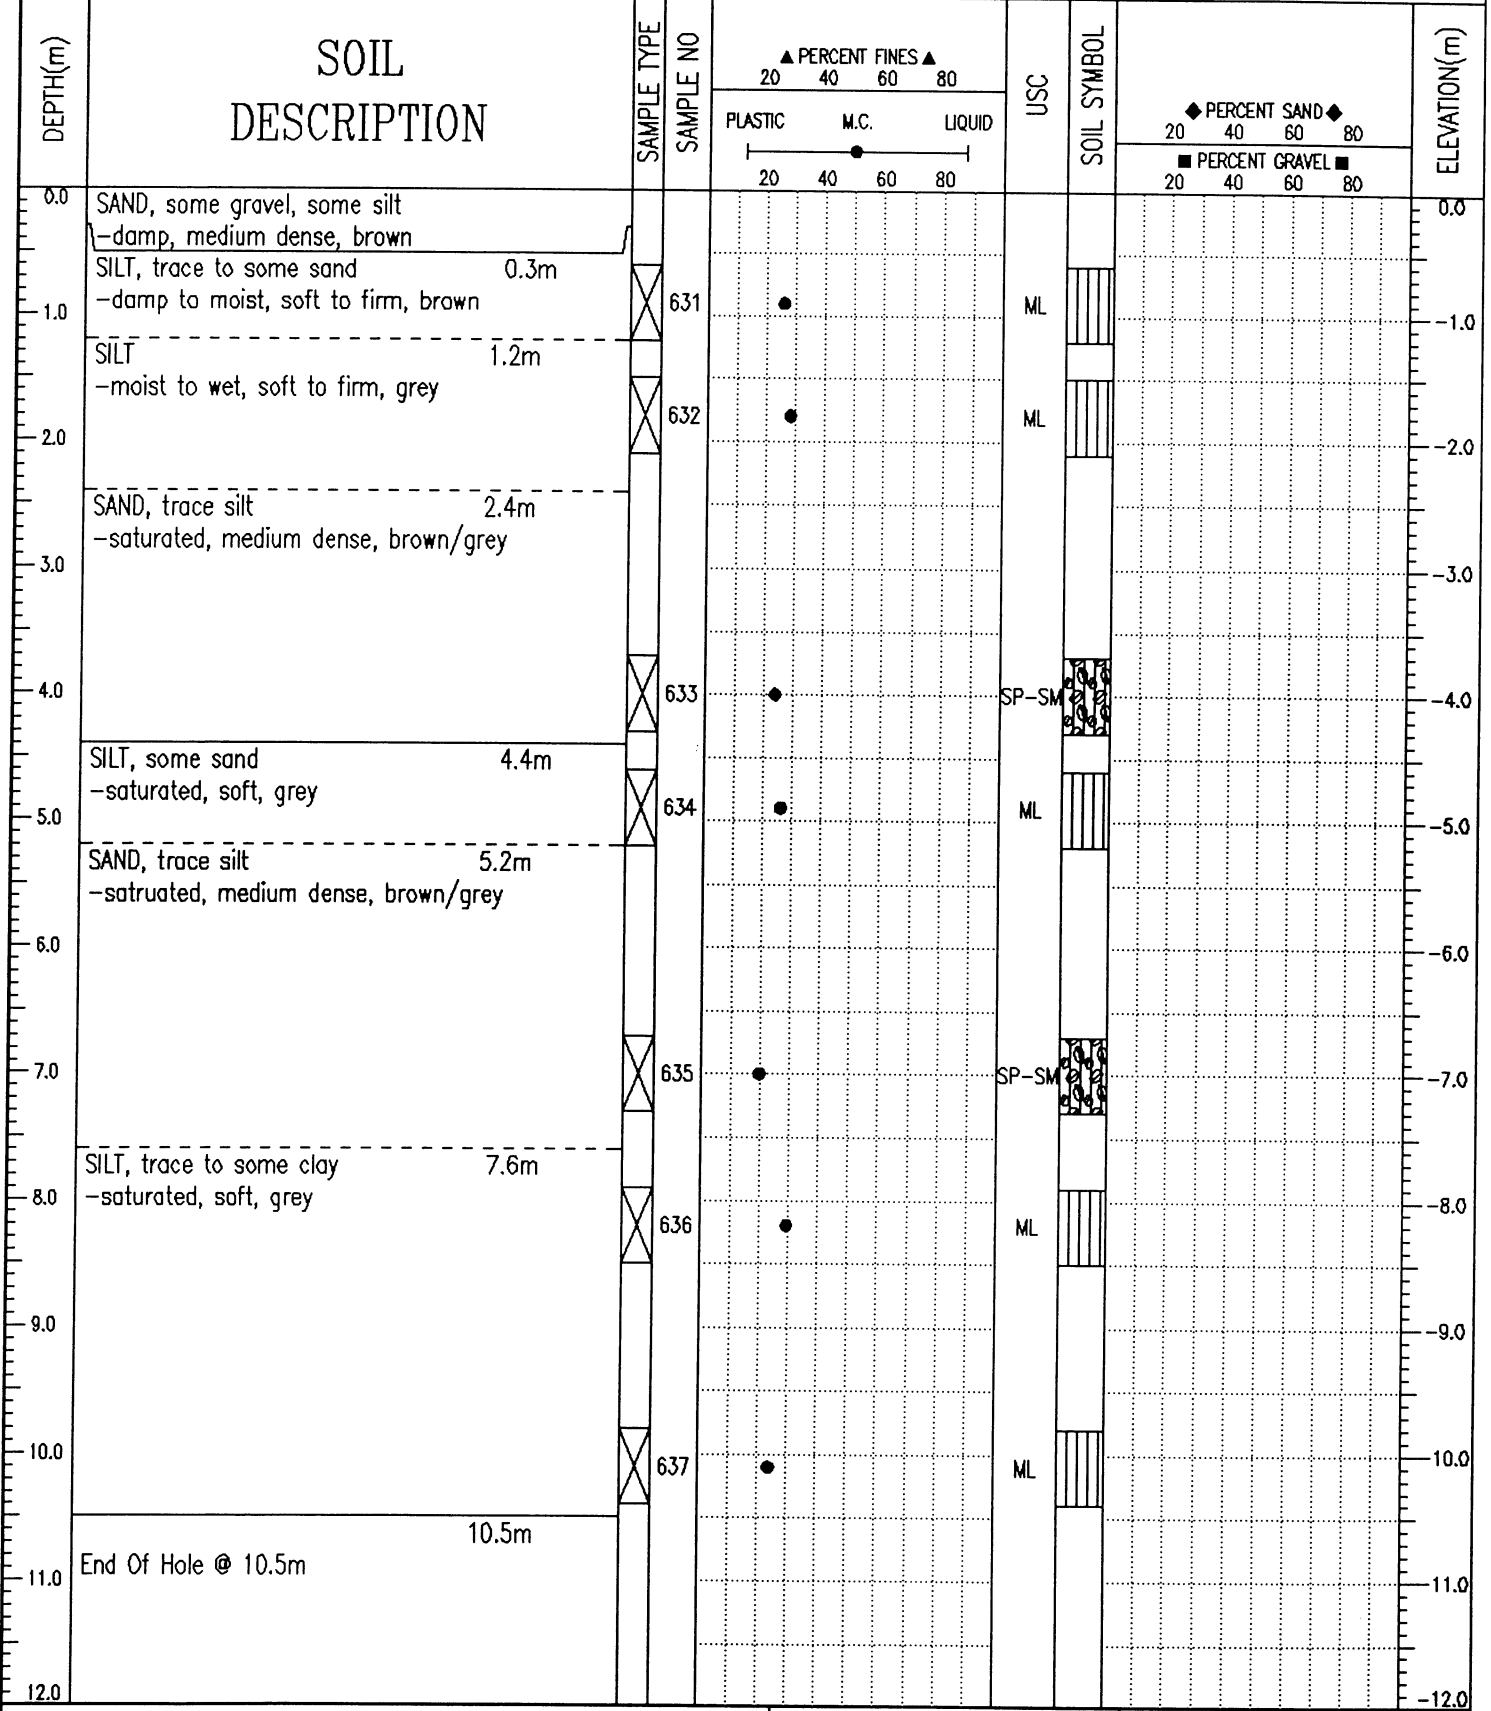 DEPTH(m)
SOIL
DESCRIPTION
SAMPLE TYPE
SAMPLE NO
▲ PERCENT FINES ▲
20 40 60 80
PLASTIC M.C. LIQUID
20 40 60 80
USC
SOIL SYMBOL
◆ PERCENT SAND ◆
20 40 60 80
■ PERCENT GRAVEL ■
20 40 60 80
ELEVATION(m)
0.0 0.0
SAND, some gravel, some silt
-damp, medium dense, brown
SILT, trace to some sand 0.3m
-damp to moist, soft to firm, brown
631 ML
1.0 -1.0
SILT 1.2m
-moist to wet, soft to firm, grey
632 ML
2.0 -2.0
SAND, trace silt 2.4m
-saturated, medium dense, brown/grey
3.0 -3.0
4.0 633 SP-SM -4.0
SILT, some sand 4.4m
-saturated, soft, grey
634 ML
5.0 -5.0
SAND, trace silt 5.2m
-satruated, medium dense, brown/grey
6.0 -6.0
7.0 635 SP-SM -7.0
SILT, trace to some clay 7.6m
-saturated, soft, grey
8.0 -8.0
636 ML
9.0 -9.0
10.0 -10.0
637 ML
10.5m
End Of Hole @ 10.5m
11.0 -11.0
12.0 -12.0